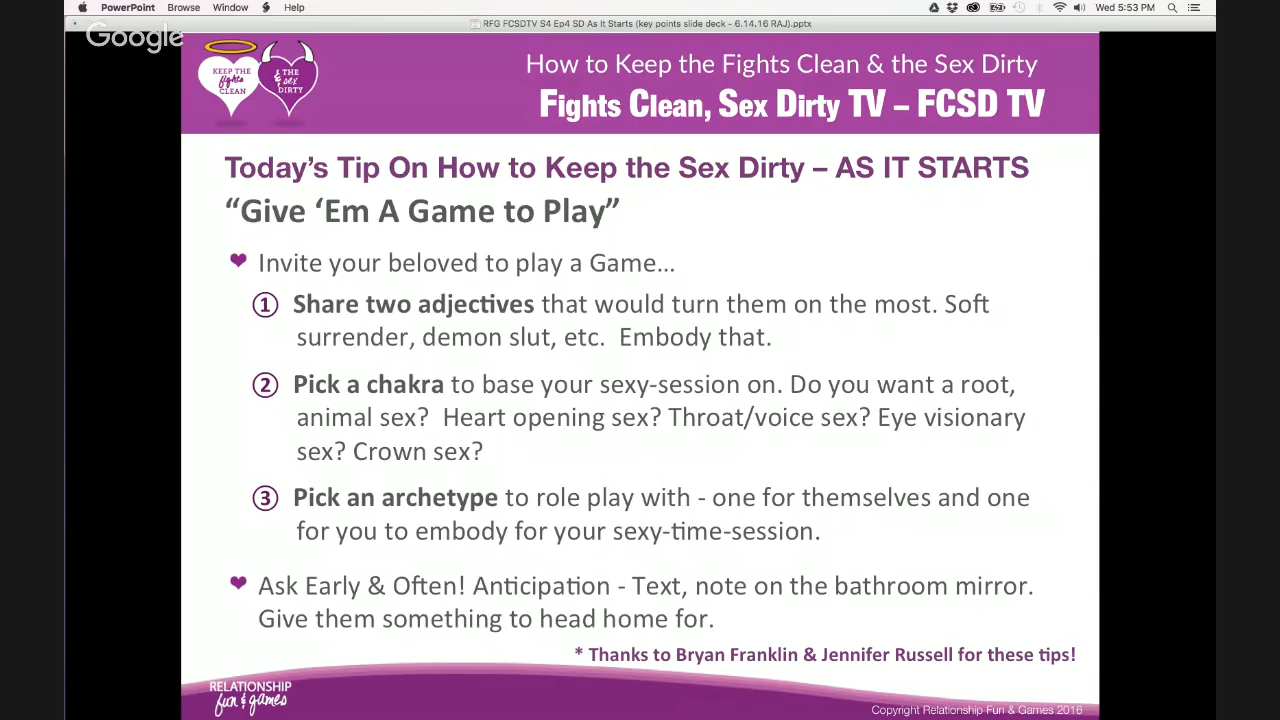 PowerPoint Browse Window Help
Wed 5:53 PM
RFG FCSDTV S4 Ep4 SD As It Starts (key points slide deck - 6.14.16 RAJ).pptx
Google
KEEP THE
fights
CLEAN
& THE
sex
DIRTY
How to Keep the Fights Clean & the Sex Dirty
Fights Clean, Sex Dirty TV – FCSD TV
Today's Tip On How to Keep the Sex Dirty – AS IT STARTS
“Give ‘Em A Game to Play”
❤ Invite your beloved to play a Game…
① Share two adjectives that would turn them on the most. Soft
surrender, demon slut, etc. Embody that.
② Pick a chakra to base your sexy-session on. Do you want a root,
animal sex? Heart opening sex? Throat/voice sex? Eye visionary
sex? Crown sex?
③ Pick an archetype to role play with - one for themselves and one
for you to embody for your sexy-time-session.
❤ Ask Early & Often! Anticipation - Text, note on the bathroom mirror.
Give them something to head home for.
* Thanks to Bryan Franklin & Jennifer Russell for these tips!
RELATIONSHIP
fun & games
Copyright Relationship Fun & Games 2016